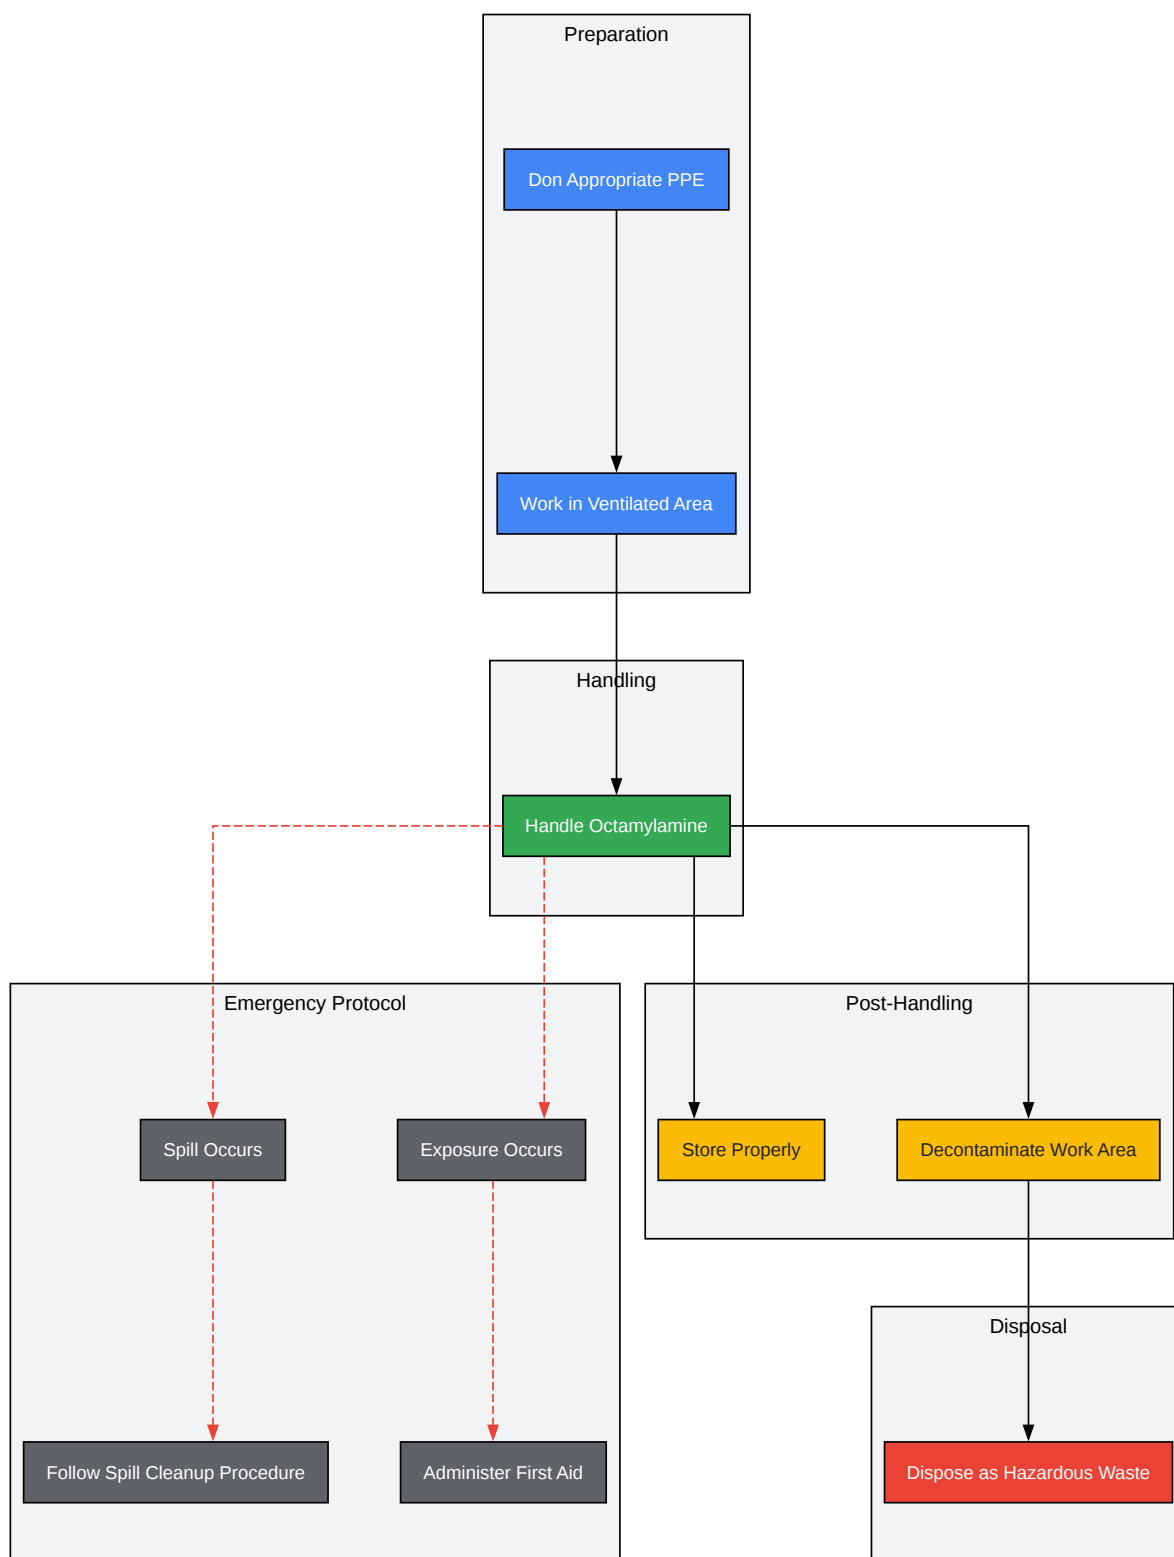 Preparation
Don Appropriate PPE
Work in Ventilated Area
Handling
Handle Octamylamine
Emergency Protocol
Post-Handling
Spill Occurs
Exposure Occurs
Store Properly
Decontaminate Work Area
Disposal
Follow Spill Cleanup Procedure
Administer First Aid
Dispose as Hazardous Waste